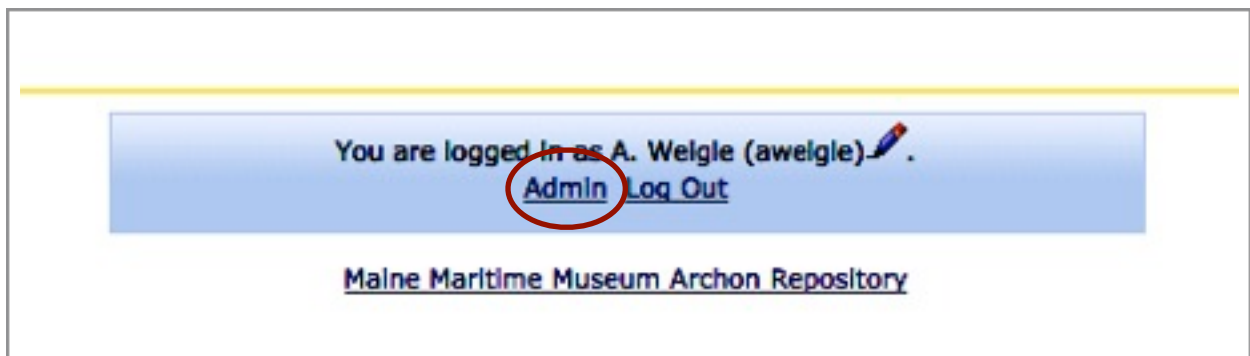 You are logged in as A. Weigle (aweigle) .
Admin Log Out
Maine Maritime Museum Archon Repository